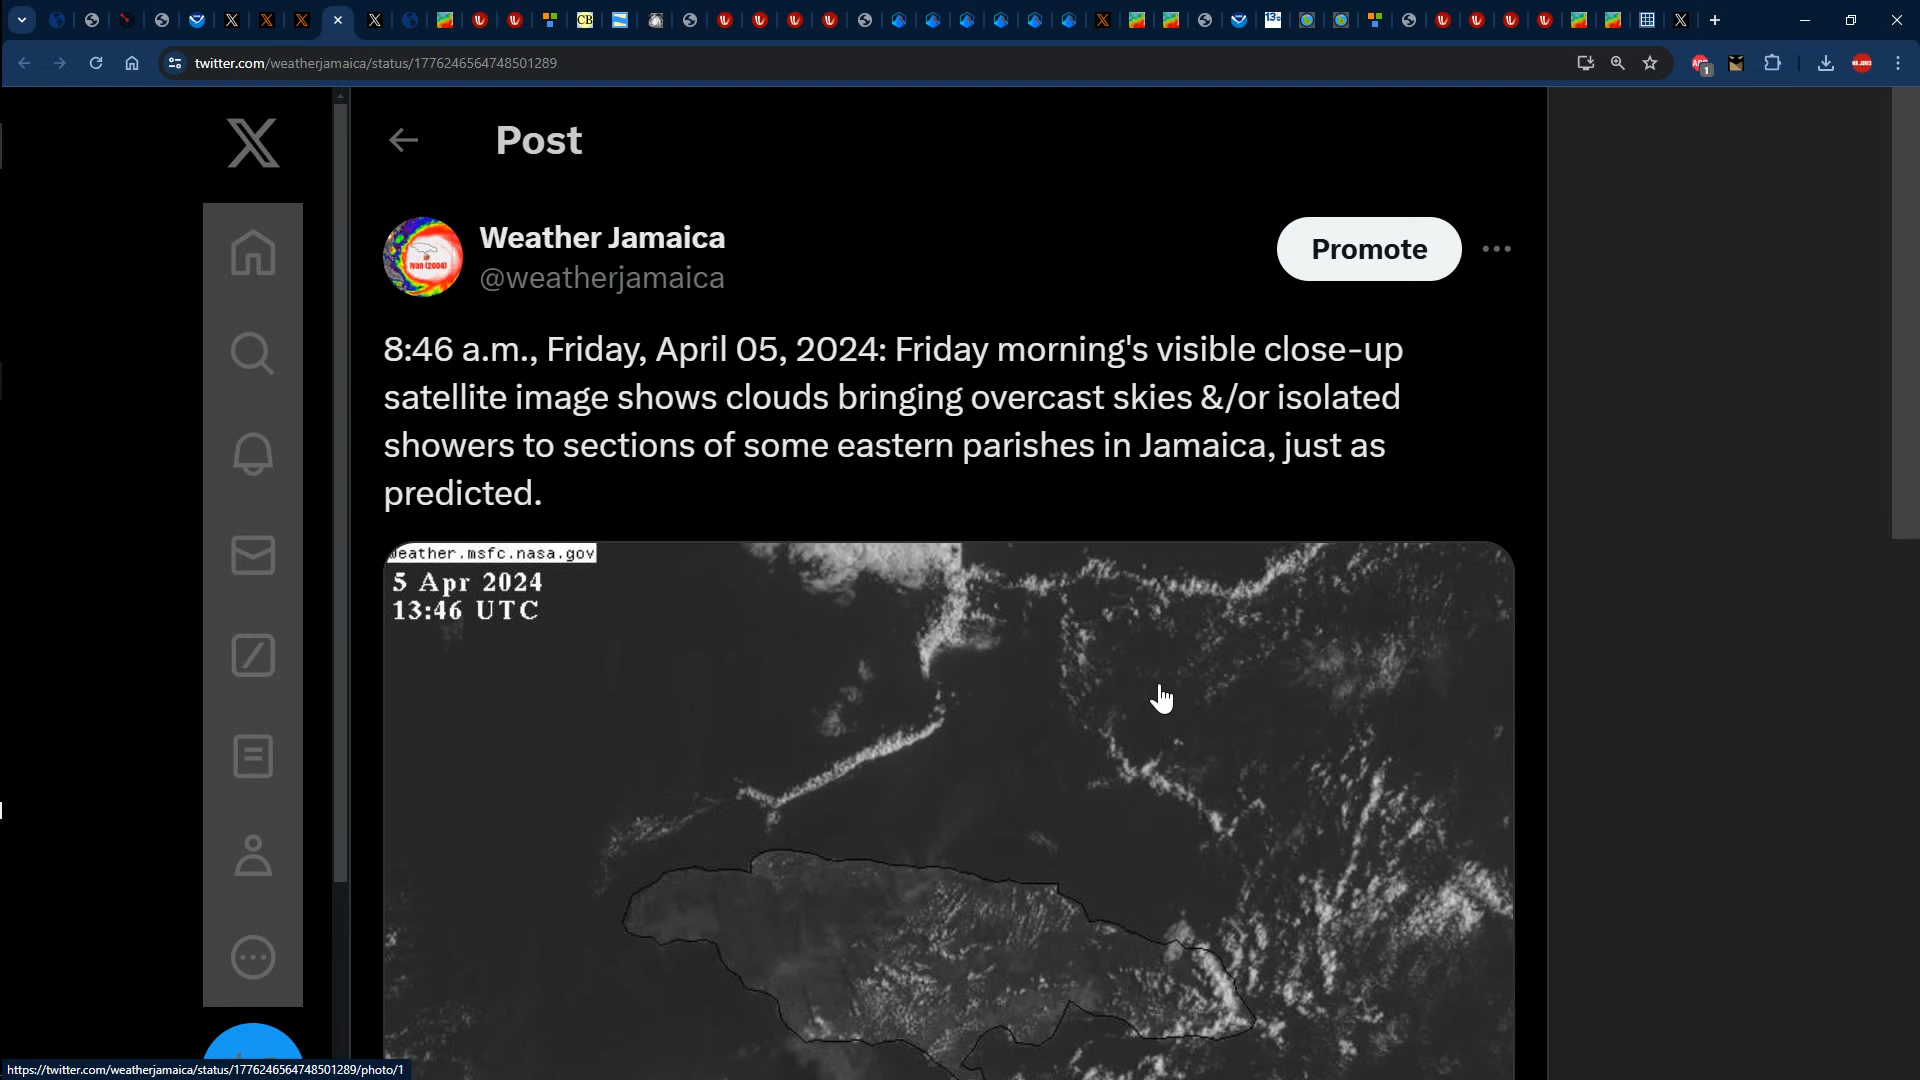 twitter.com/weatherjamaica/status/1776246564748501289
Post
Weather Jamaica
@weatherjamaica
Promote
8:46 a.m., Friday, April 05, 2024: Friday morning's visible close-up
satellite image shows clouds bringing overcast skies &/or isolated
showers to sections of some eastern parishes in Jamaica, just as
predicted.
weather.msfc.nasa.gov
5 Apr 2024
13:46 UTC
Ivan (2004)
https://twitter.com/weatherjamaica/status/1776246564748501289/photo/1